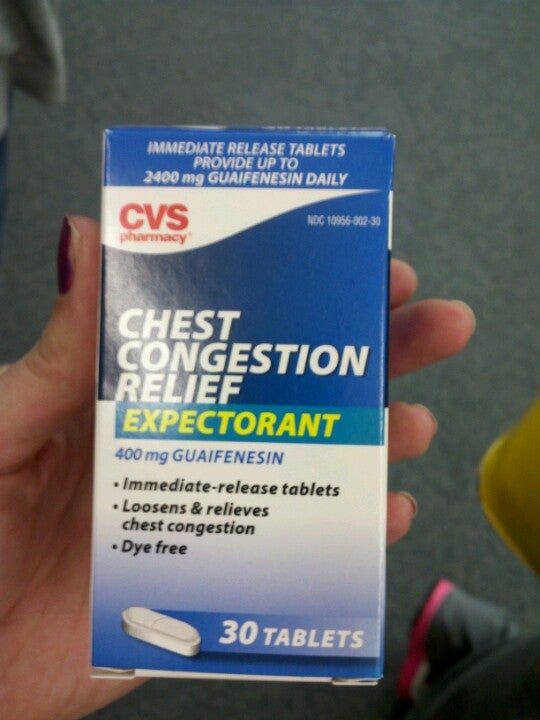 IMMEDIATE RELEASE TABLETS
PROVIDE UP TO
2400 mg GUAIFENESIN DAILY
CVS
pharmacy
NDC 10956-002-30
CHEST
CONGESTION
RELIEF
EXPECTORANT
400 mg GUAIFENESIN
• Immediate-release tablets
• Loosens & relieves
chest congestion
• Dye free
30 TABLETS